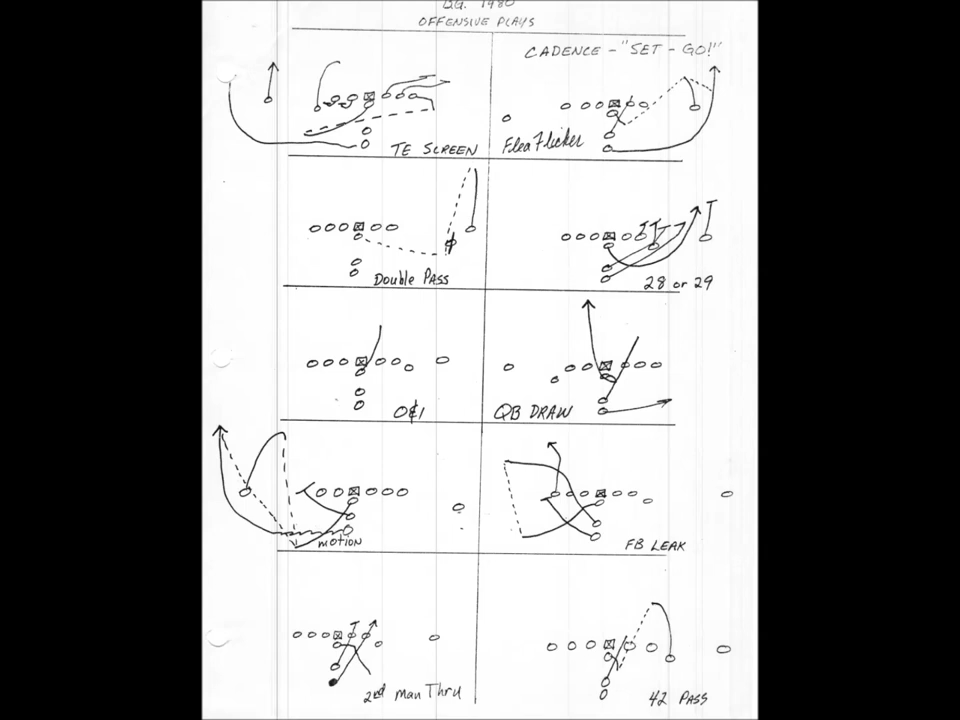 O.G. 1980
OFFENSIVE PLAYS
CADENCE - "SET - GO!"
TE SCREEN
Flea Flicker
Double Pass
28 or 29
0&1
QB DRAW
motion
FB LEAK
2nd Man Thru
42 PASS